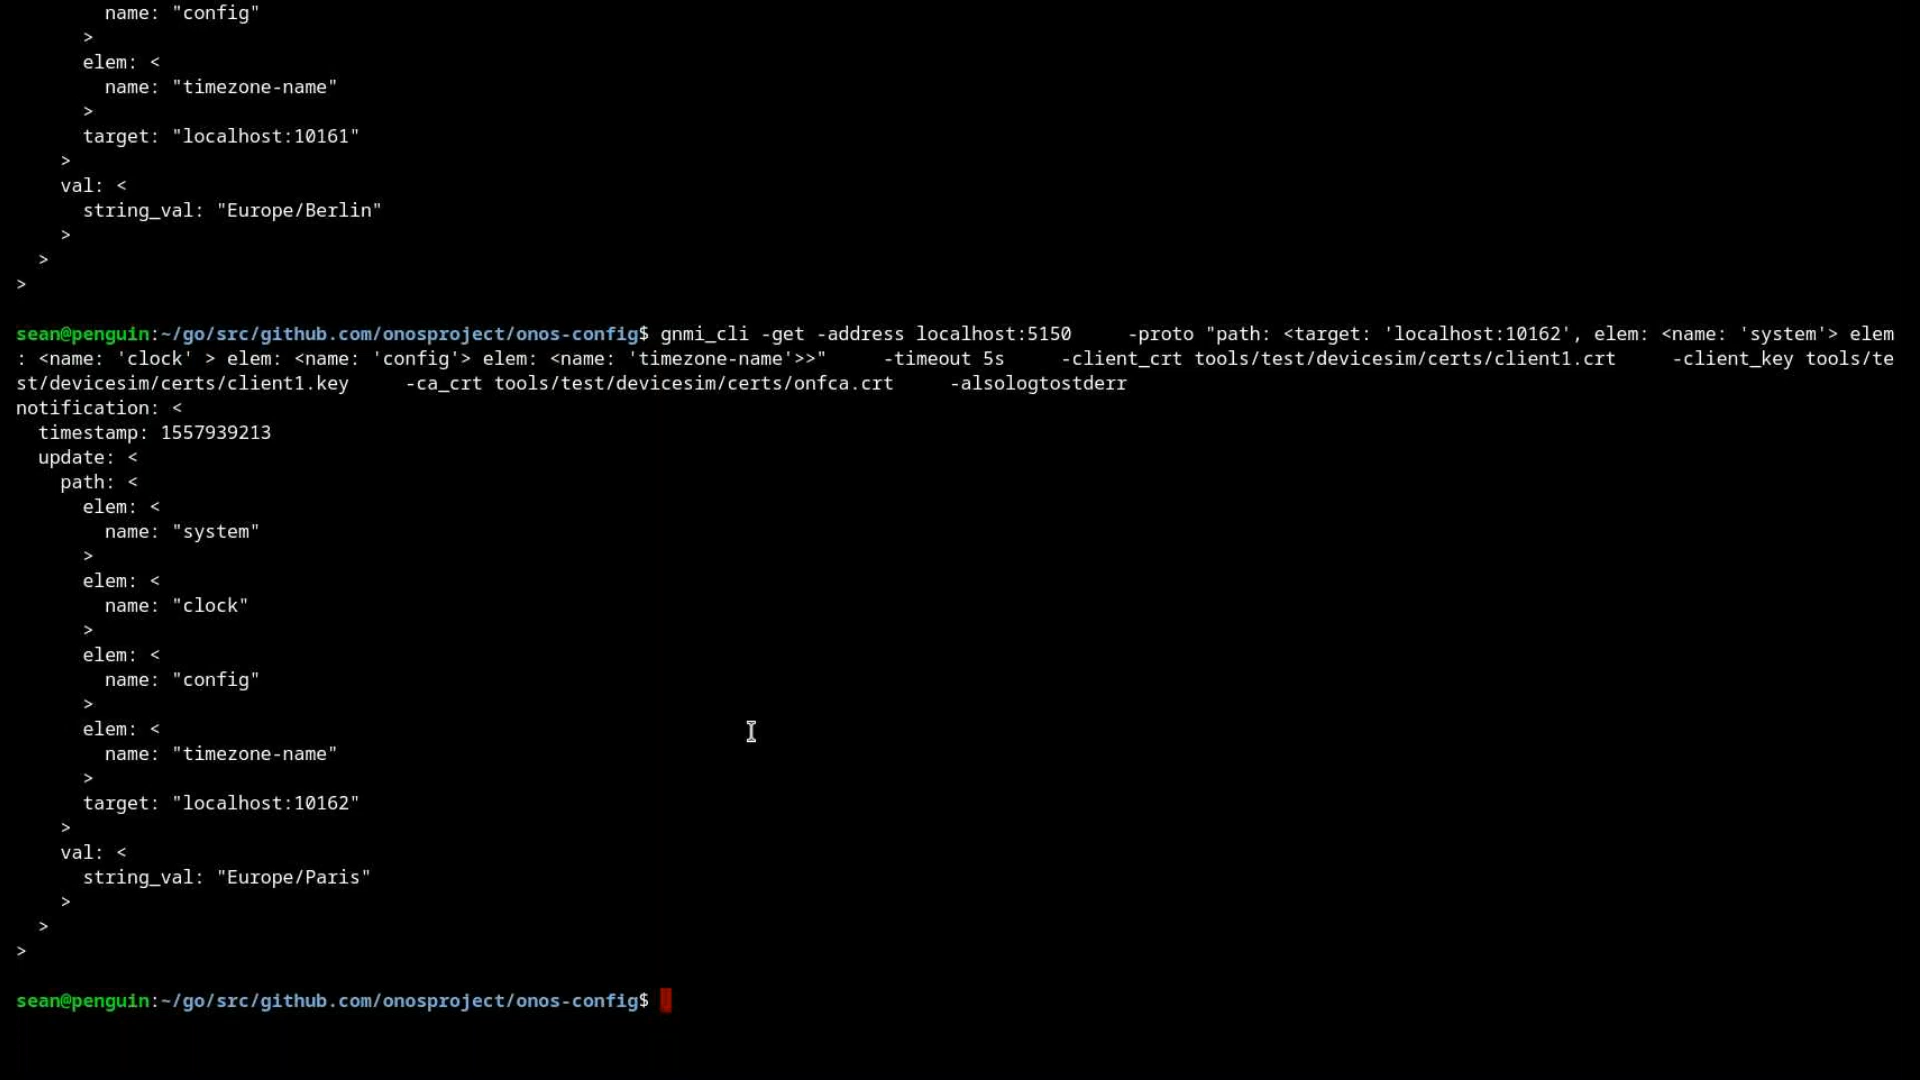 name: "config"
      >
      elem: <
        name: "timezone-name"
      >
      target: "localhost:10161"
    >
    val: <
      string_val: "Europe/Berlin"
    >
  >
>
sean@penguin:~/go/src/github.com/onosproject/onos-config$ gnmi_cli -get -address localhost:5150     -proto "path: <target: 'localhost:10162', elem: <name: 'system'> elem
: <name: 'clock' > elem: <name: 'config'> elem: <name: 'timezone-name'>>"     -timeout 5s     -client_crt tools/test/devicesim/certs/client1.crt     -client_key tools/te
st/devicesim/certs/client1.key     -ca_crt tools/test/devicesim/certs/onfca.crt     -alsologtostderr
notification: <
  timestamp: 1557939213
  update: <
    path: <
      elem: <
        name: "system"
      >
      elem: <
        name: "clock"
      >
      elem: <
        name: "config"
      >
      elem: <
        name: "timezone-name"
      >
      target: "localhost:10162"
    >
    val: <
      string_val: "Europe/Paris"
    >
  >
>
sean@penguin:~/go/src/github.com/onosproject/onos-config$